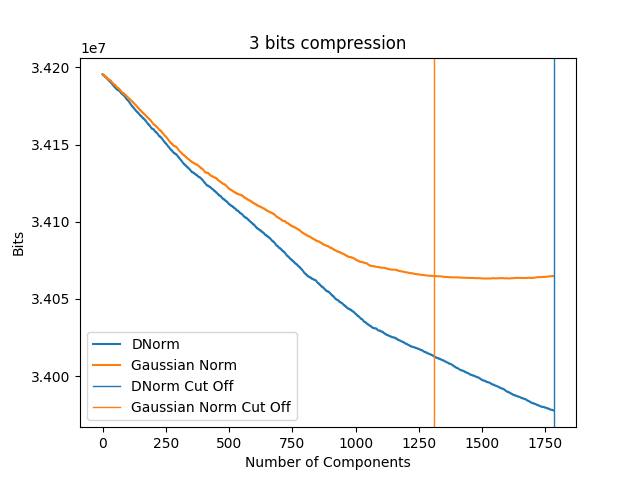 3 bits compression
1e7
3.420
3.415
3.410
3.405
3.400
Bits
DNorm
Gaussian Norm
DNorm Cut Off
Gaussian Norm Cut Off
0 250 500 750 1000 1250 1500 1750
Number of Components